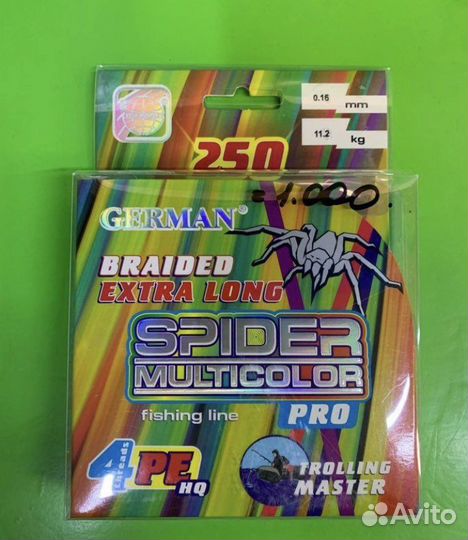 0.16 mm
11.2 kg
250
=1.000.
GERMAN®
BRAIDED
EXTRA LONG
SPIDER
MULTICOLOR
fishing line PRO
4 threads PE HQ
TROLLING
MASTER
Avito